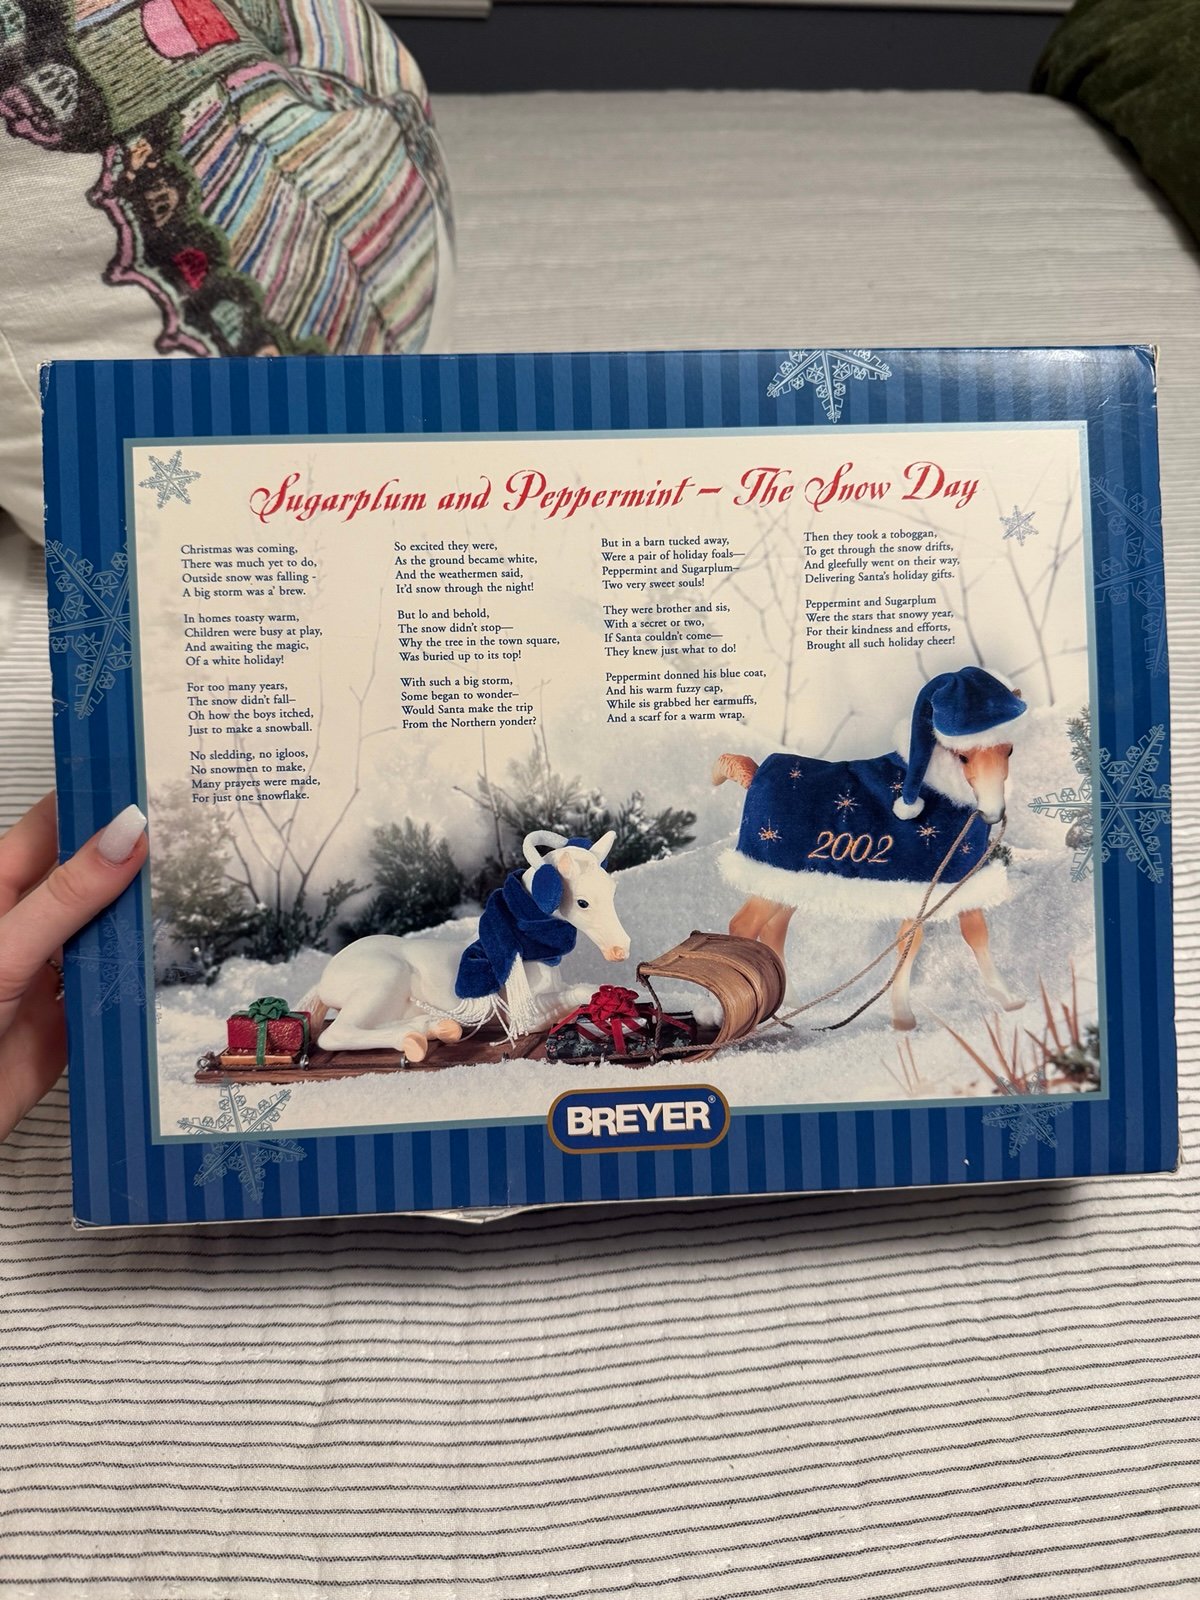 Sugarplum and Peppermint – The Snow Day
Christmas was coming,
There was much yet to do,
Outside snow was falling -
A big storm was a' brew.
In homes toasty warm,
Children were busy at play,
And awaiting the magic,
Of a white holiday!
For too many years,
The snow didn't fall–
Oh how the boys itched,
Just to make a snowball.
No sledding, no igloos,
No snowmen to make,
Many prayers were made,
For just one snowflake.
So excited they were,
As the ground became white,
And the weathermen said,
It'd snow through the night!
But lo and behold,
The snow didn't stop—
Why the tree in the town square,
Was buried up to its top!
With such a big storm,
Some began to wonder–
Would Santa make the trip
From the Northern yonder?
But in a barn tucked away,
Were a pair of holiday foals—
Peppermint and Sugarplum–
Two very sweet souls!
They were brother and sis,
With a secret or two,
If Santa couldn't come—
They knew just what to do!
Peppermint donned his blue coat,
And his warm fuzzy cap,
While sis grabbed her earmuffs,
And a scarf for a warm wrap.
Then they took a toboggan,
To get through the snow drifts,
And gleefully went on their way,
Delivering Santa's holiday gifts.
Peppermint and Sugarplum
Were the stars that snowy year,
For their kindness and efforts,
Brought all such holiday cheer!
2002
BREYER®